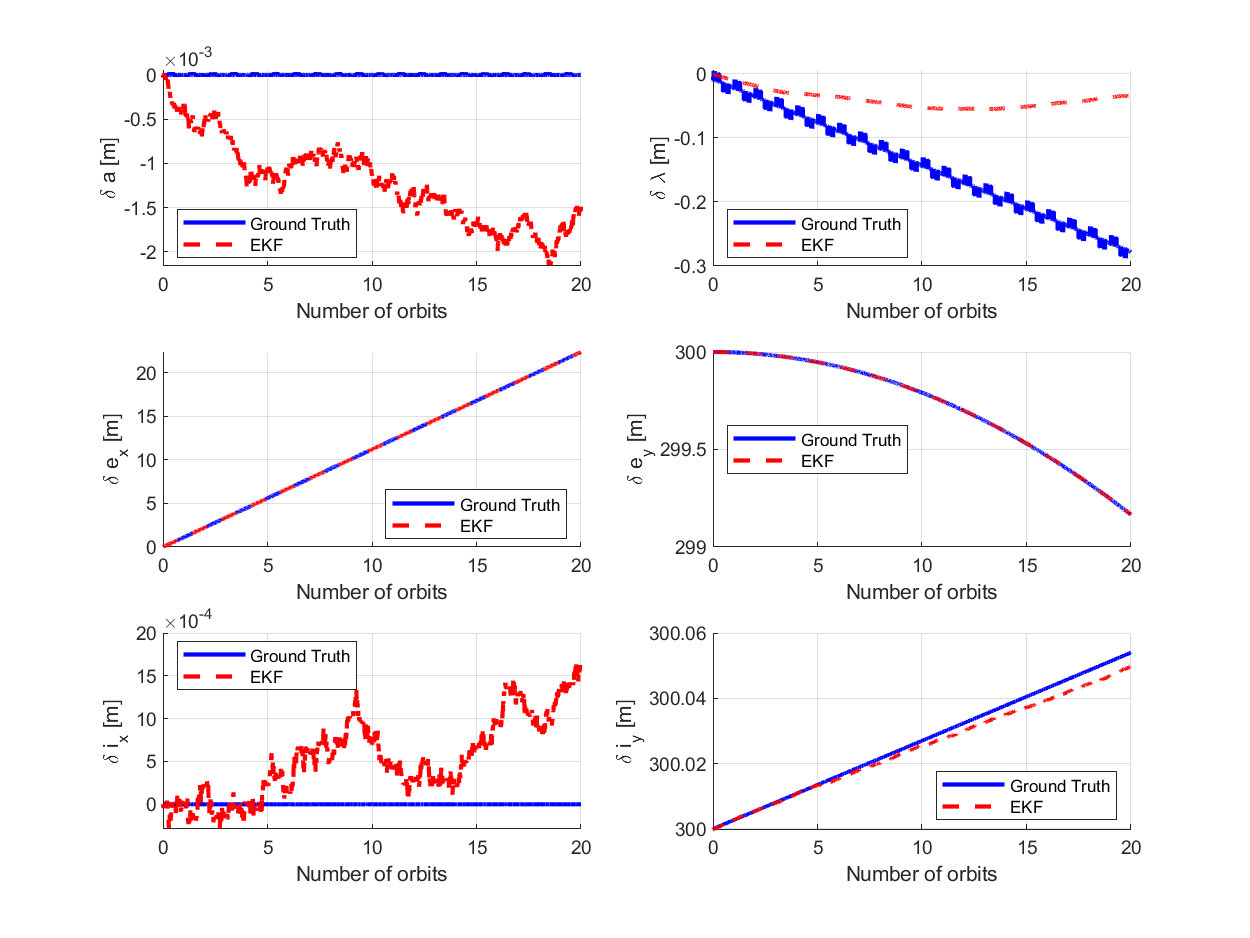 ×10^-3
0
-0.5
-1
-1.5
-2
δ a [m]
Ground Truth
EKF
0 5 10 15 20
Number of orbits
0
-0.1
-0.2
-0.3
δ λ [m]
Ground Truth
EKF
0 5 10 15 20
Number of orbits
20
15
10
5
0
δ e_x [m]
Ground Truth
EKF
0 5 10 15 20
Number of orbits
300
299.5
299
δ e_y [m]
Ground Truth
EKF
0 5 10 15 20
Number of orbits
×10^-4
20
15
10
5
0
δ i_x [m]
Ground Truth
EKF
0 5 10 15 20
Number of orbits
300.06
300.04
300.02
300
δ i_y [m]
Ground Truth
EKF
0 5 10 15 20
Number of orbits